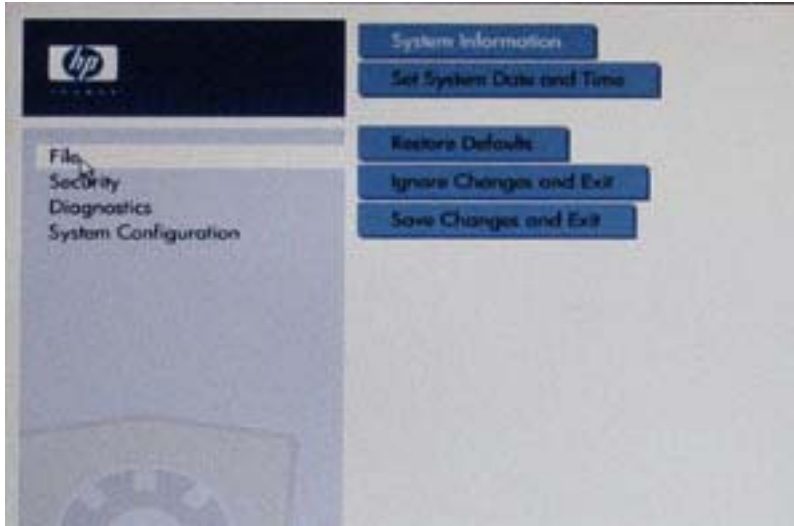 hp
File
Security
Diagnostics
System Configuration
System Information
Set System Date and Time
Restore Defaults
Ignore Changes and Exit
Save Changes and Exit